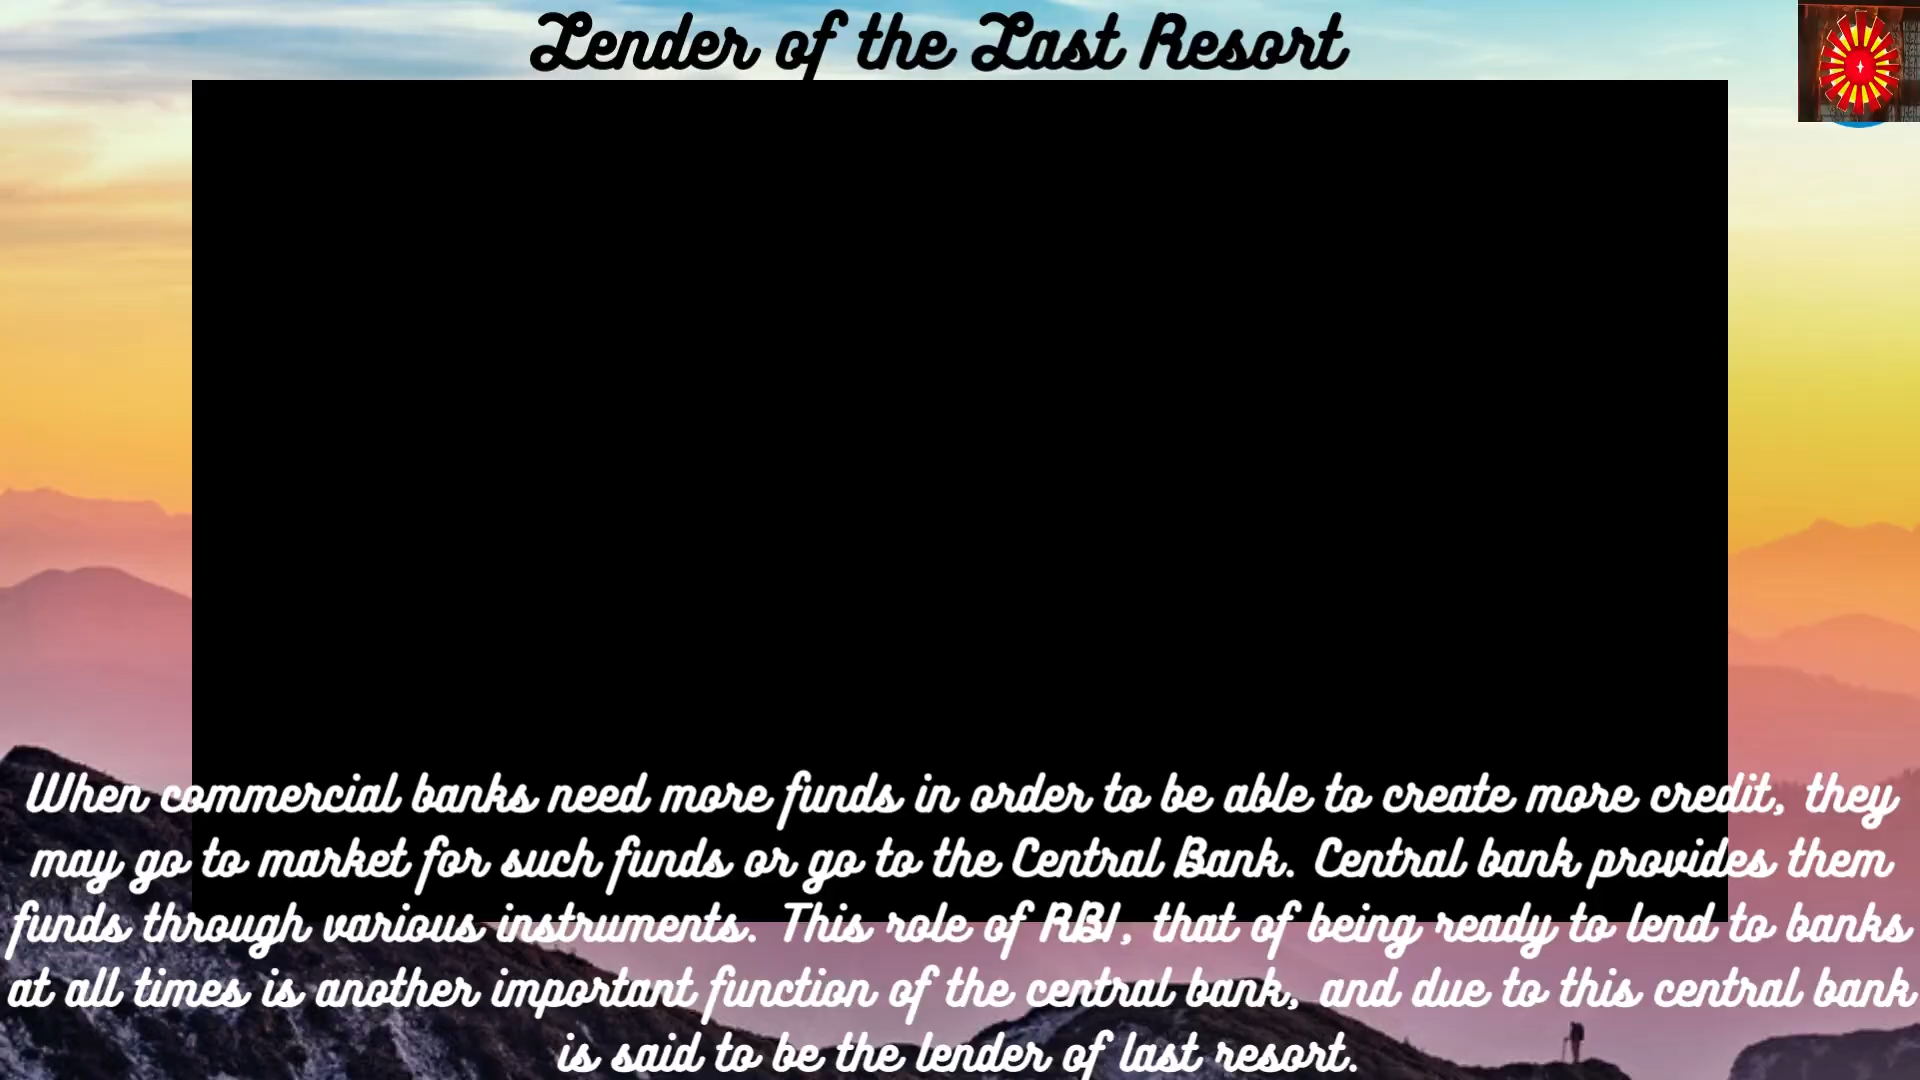 Lender of the Last Resort
When commercial banks need more funds in order to be able to create more credit, they
may go to market for such funds or go to the Central Bank. Central bank provides them
funds through various instruments. This role of RBI, that of being ready to lend to banks
at all times is another important function of the central bank, and due to this central bank
is said to be the lender of last resort.